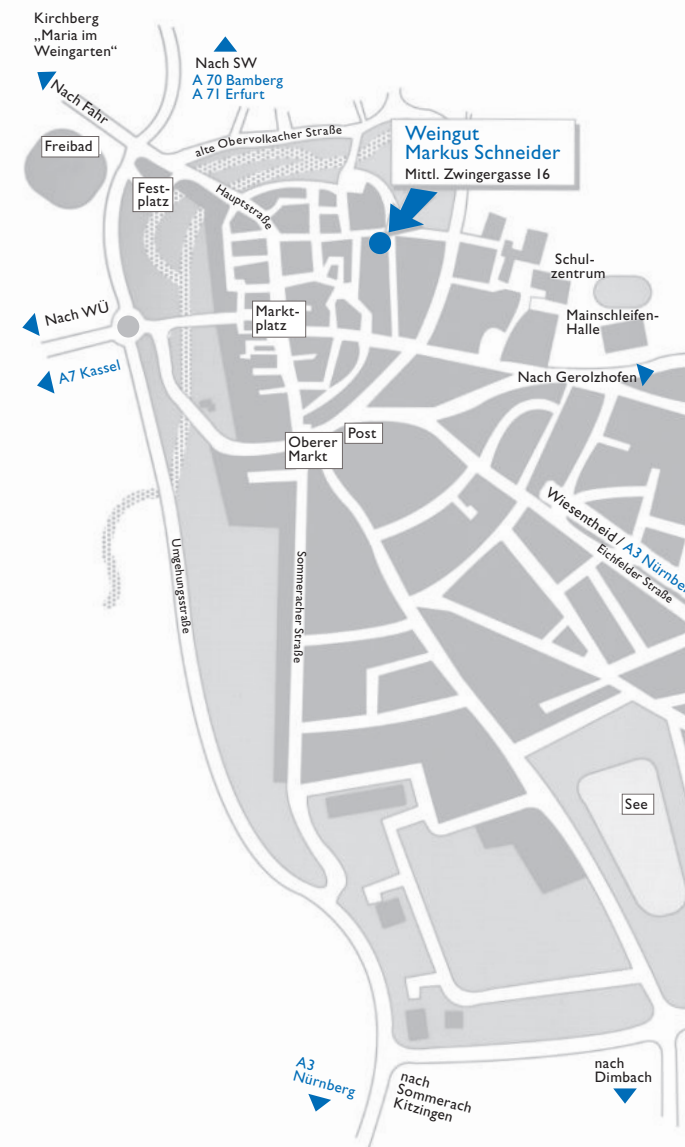 Kirchberg
„Maria im
Weingarten“
Nach Fahr
Nach SW
A 70 Bamberg
A 71 Erfurt
Freibad
alte Obervolkacher Straße
Weingut
Markus Schneider
Mittl. Zwingergasse 16
Fest-
platz
Hauptstraße
Schul-
zentrum
Nach WÜ
Markt-
platz
Mainschleifen-
Halle
A7 Kassel
Nach Gerolzhofen
Oberer
Markt
Post
Wiesentheid / A3 Nürnber
Eichfelder Straße
Umgehungsstraße
Sommeracher Straße
See
A3
Nürnberg
nach
Sommerach
Kitzingen
nach
Dimbach